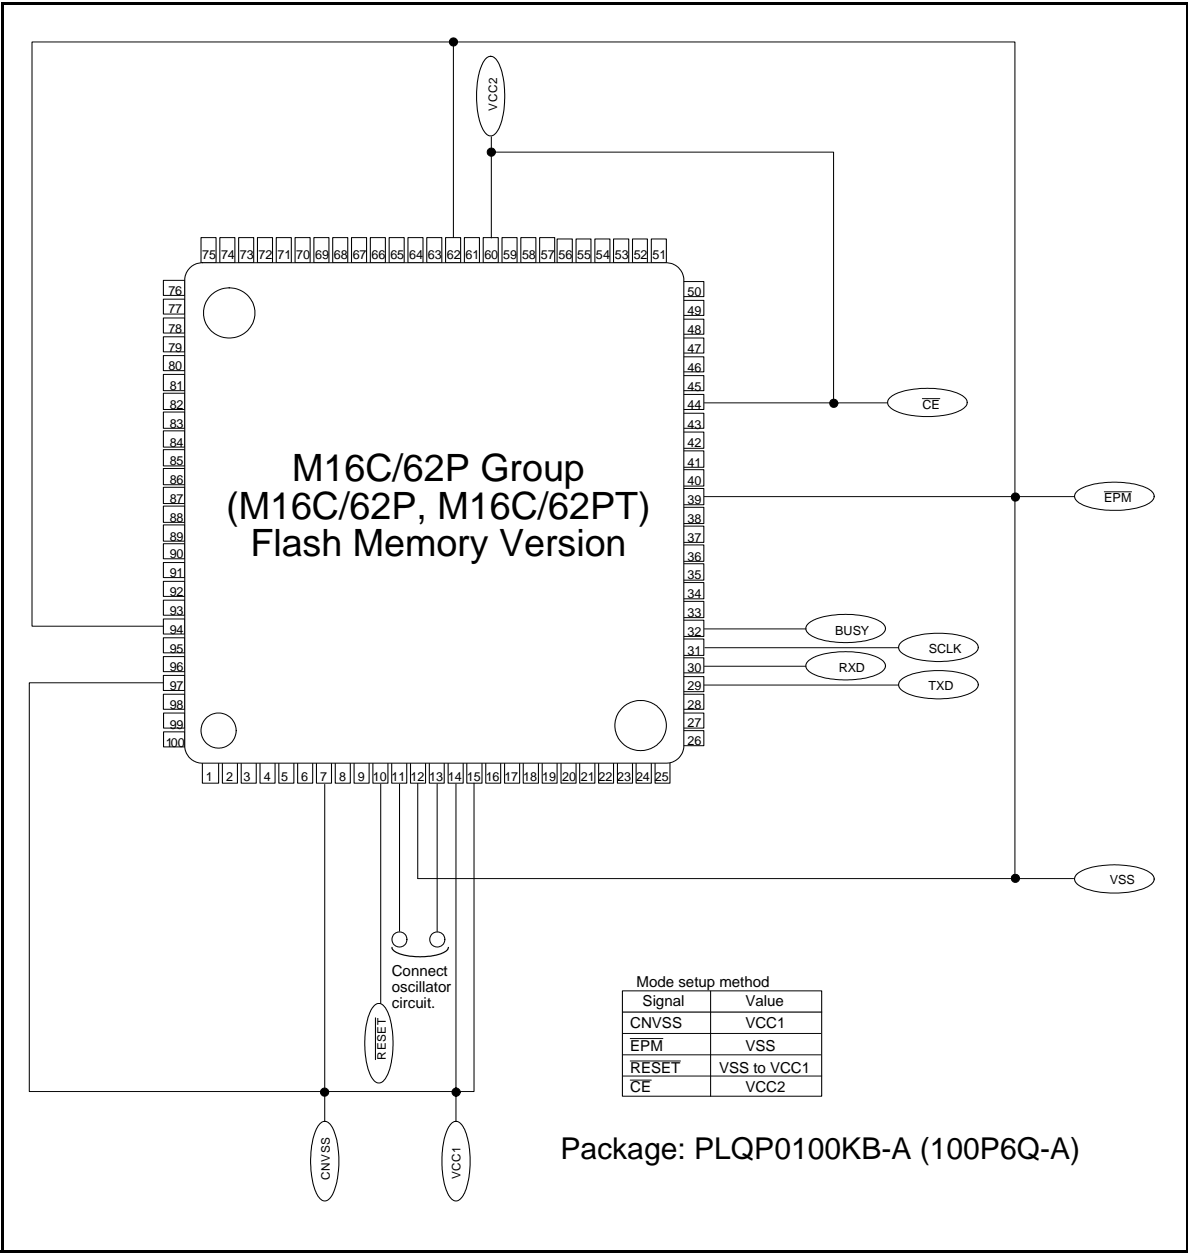 VCC2
75 74 73 72 71 70 69 68 67 66 65 64 63 62 61 60 59 58 57 56 55 54 53 52 51
76
77
78
79
80
81
82
83
84
85
86
87
88
89
90
91
92
93
94
95
96
97
98
99
100
M16C/62P Group
(M16C/62P, M16C/62PT)
Flash Memory Version
50
49
48
47
46
45
44
43
42
41
40
39
38
37
36
35
34
33
32
31
30
29
28
27
26
CE
EPM
BUSY
SCLK
RXD
TXD
1 2 3 4 5 6 7 8 9 10 11 12 13 14 15 16 17 18 19 20 21 22 23 24 25
VSS
Connect
oscillator
circuit.
RESET
CNVSS
VCC1
Mode setup method
Signal Value
CNVSS VCC1
EPM VSS
RESET VSS to VCC1
CE VCC2
Package: PLQP0100KB-A (100P6Q-A)